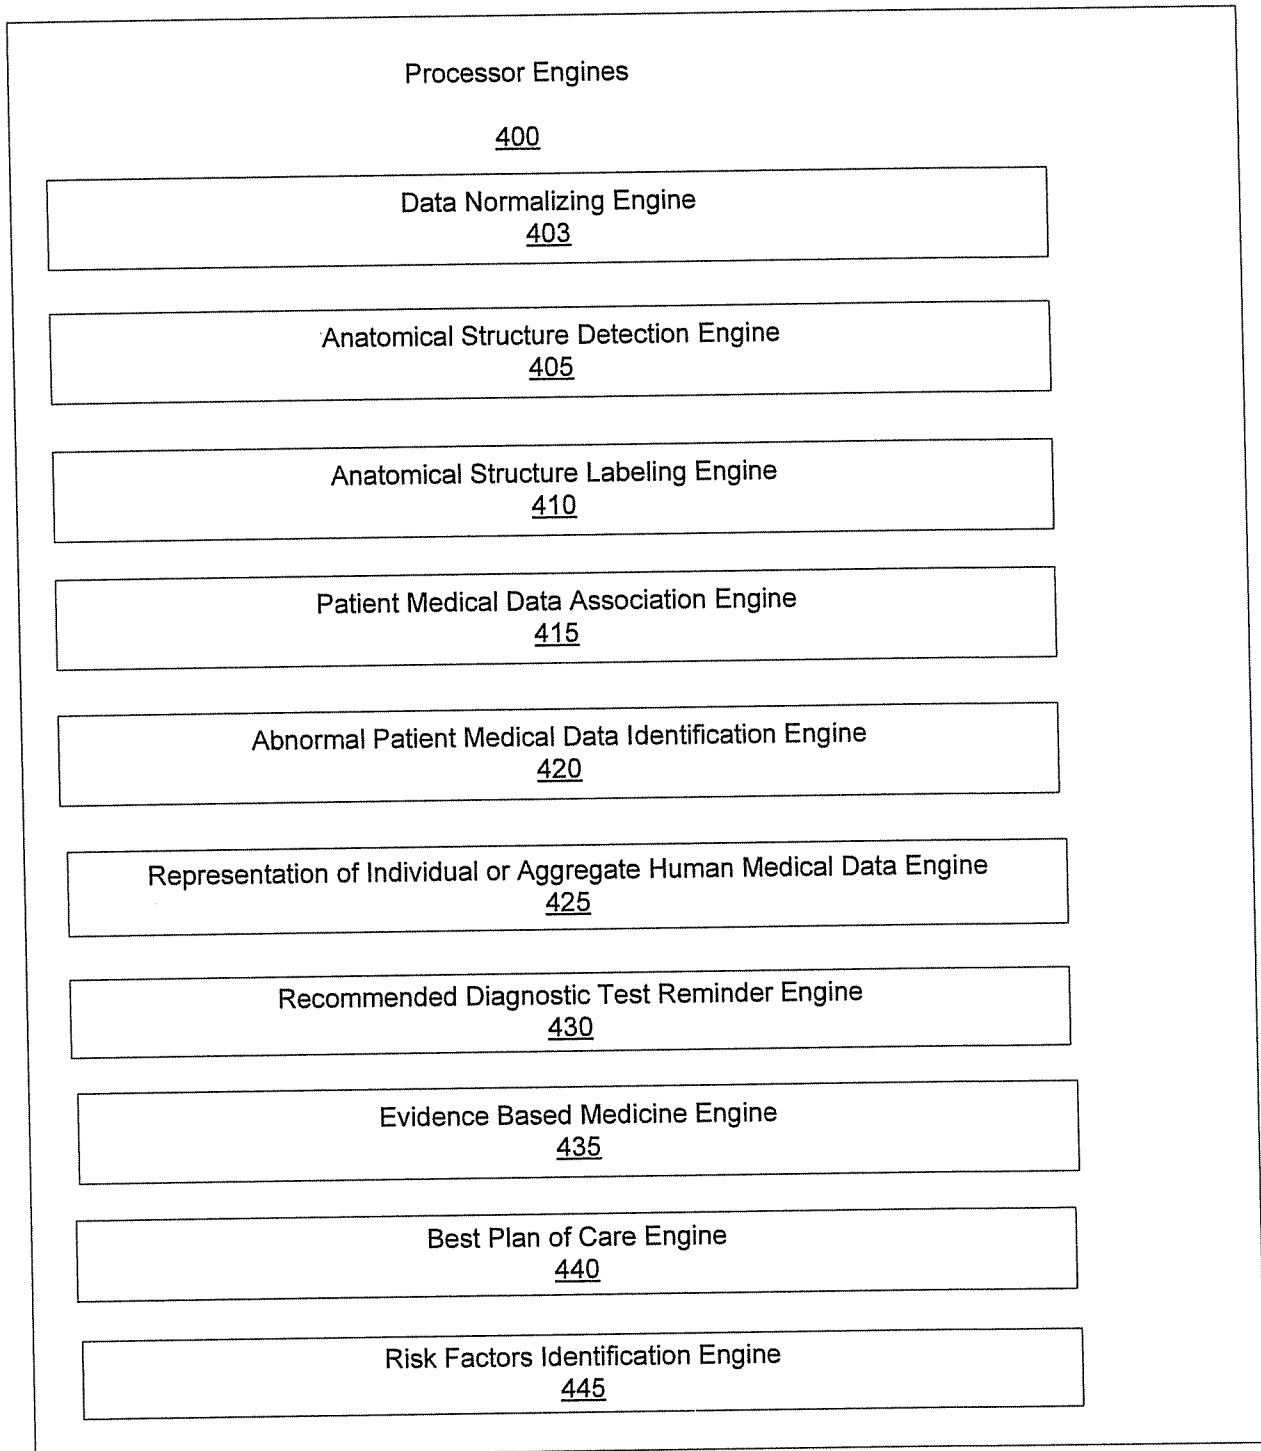 Processor Engines
400
Data Normalizing Engine
403
Anatomical Structure Detection Engine
405
Anatomical Structure Labeling Engine
410
Patient Medical Data Association Engine
415
Abnormal Patient Medical Data Identification Engine
420
Representation of Individual or Aggregate Human Medical Data Engine
425
Recommended Diagnostic Test Reminder Engine
430
Evidence Based Medicine Engine
435
Best Plan of Care Engine
440
Risk Factors Identification Engine
445